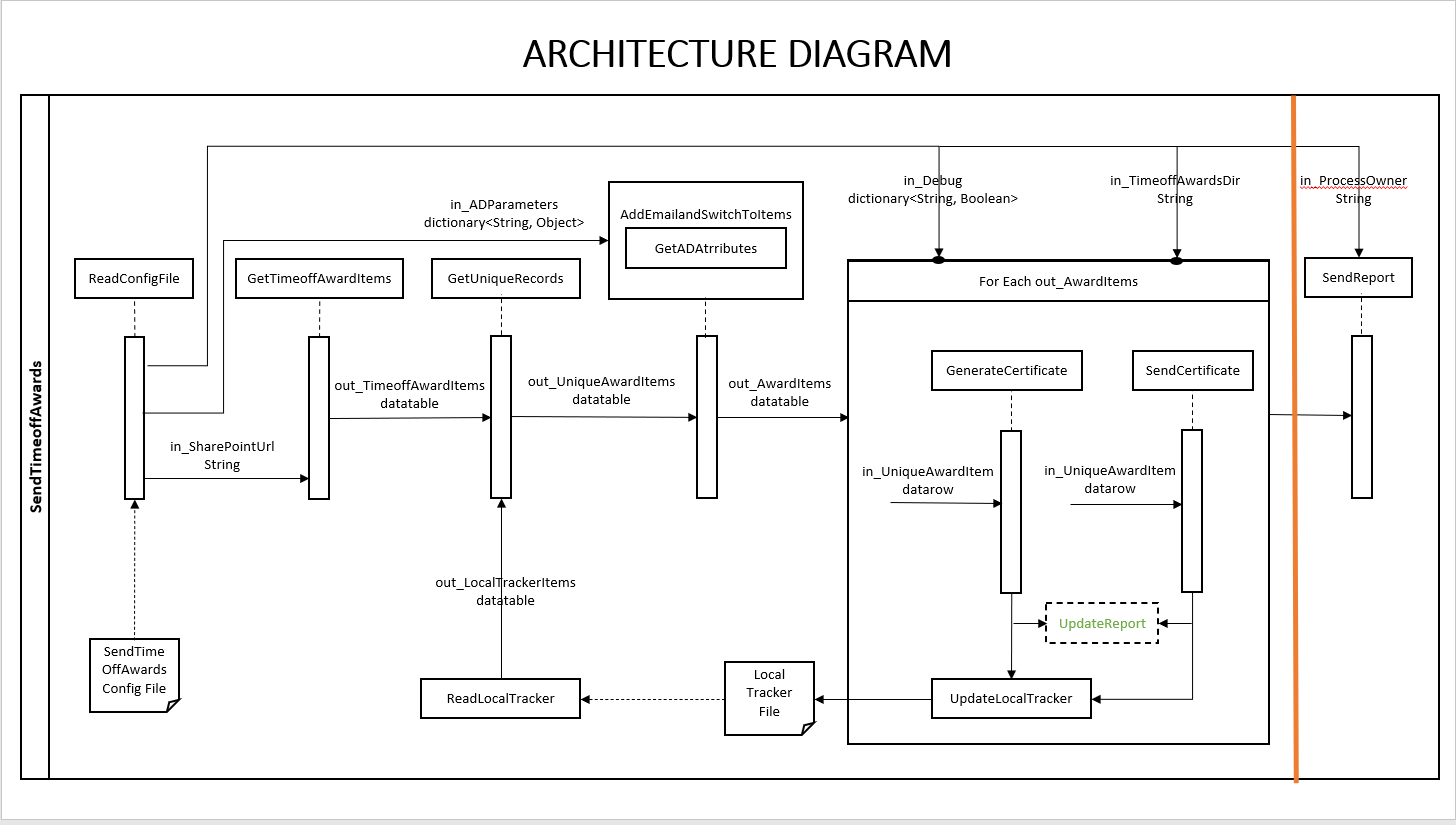 ARCHITECTURE DIAGRAM
SendTimeoffAwards
in_ADParameters
dictionary<String, Object>
AddEmailandSwitchToItems
GetADAtrributes
in_Debug
dictionary<String, Boolean>
in_TimeoffAwardsDir
String
in_ProcessOwner
String
ReadConfigFile
GetTimeoffAwardItems
GetUniqueRecords
For Each out_AwardItems
SendReport
GenerateCertificate
SendCertificate
out_TimeoffAwardItems
datatable
out_UniqueAwardItems
datatable
out_AwardItems
datatable
in_SharePointUrl
String
in_UniqueAwardItem
datarow
in_UniqueAwardItem
datarow
out_LocalTrackerItems
datatable
UpdateReport
SendTime
OffAwards
Config File
ReadLocalTracker
Local
Tracker
File
UpdateLocalTracker